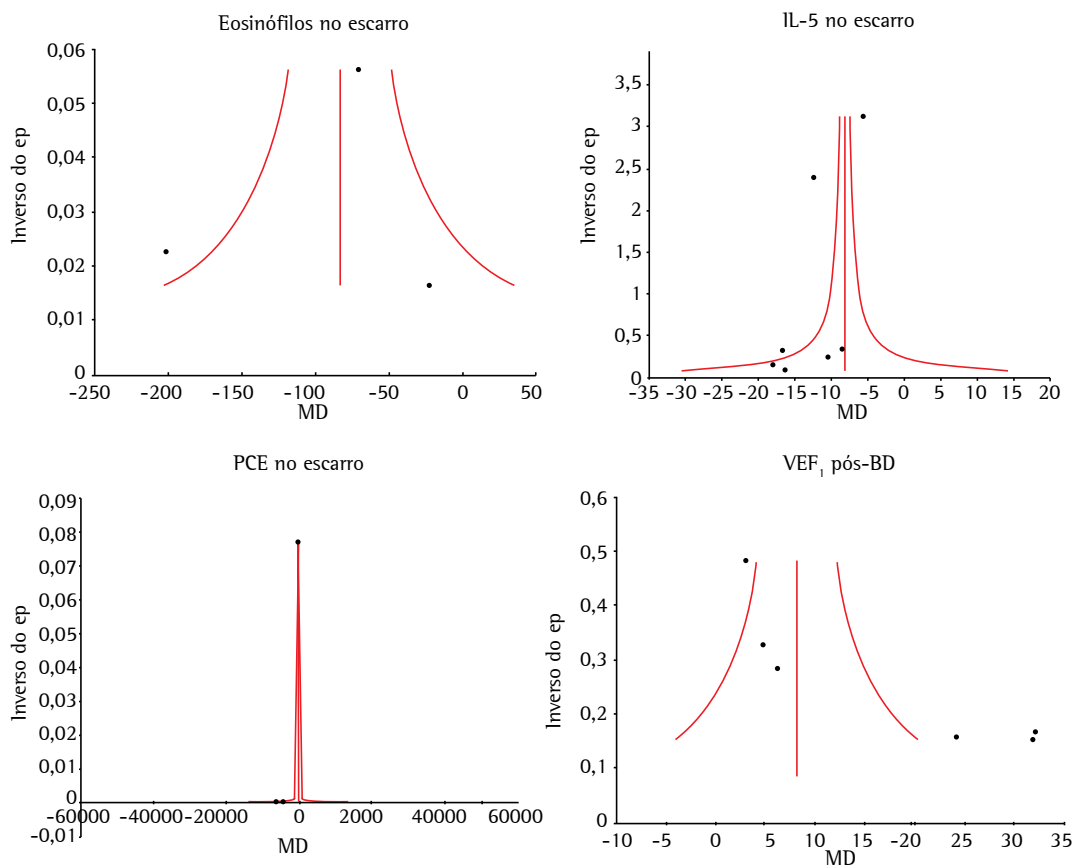 Eosinófilos no escarro
Inverso do ep
0,06
0,05
0,04
0,03
0,02
0,01
0
-250 -200 -150 -100 -50 0 50
MD
IL-5 no escarro
Inverso do ep
3,5
3
2,5
2
1,5
1
0,5
0
-35 -30 -25 -20 -15 -10 -5 0 5 10 15 20
MD
PCE no escarro
Inverso do ep
0,09
0,08
0,07
0,06
0,05
0,04
0,03
0,02
0,01
0
-0,01
-60000 -40000 -20000 0 2000 40000 60000
MD
VEF₁ pós-BD
Inverso do ep
0,6
0,5
0,4
0,3
0,2
0,1
0
-10 -5 0 5 10 15 -20 25 30 35
MD